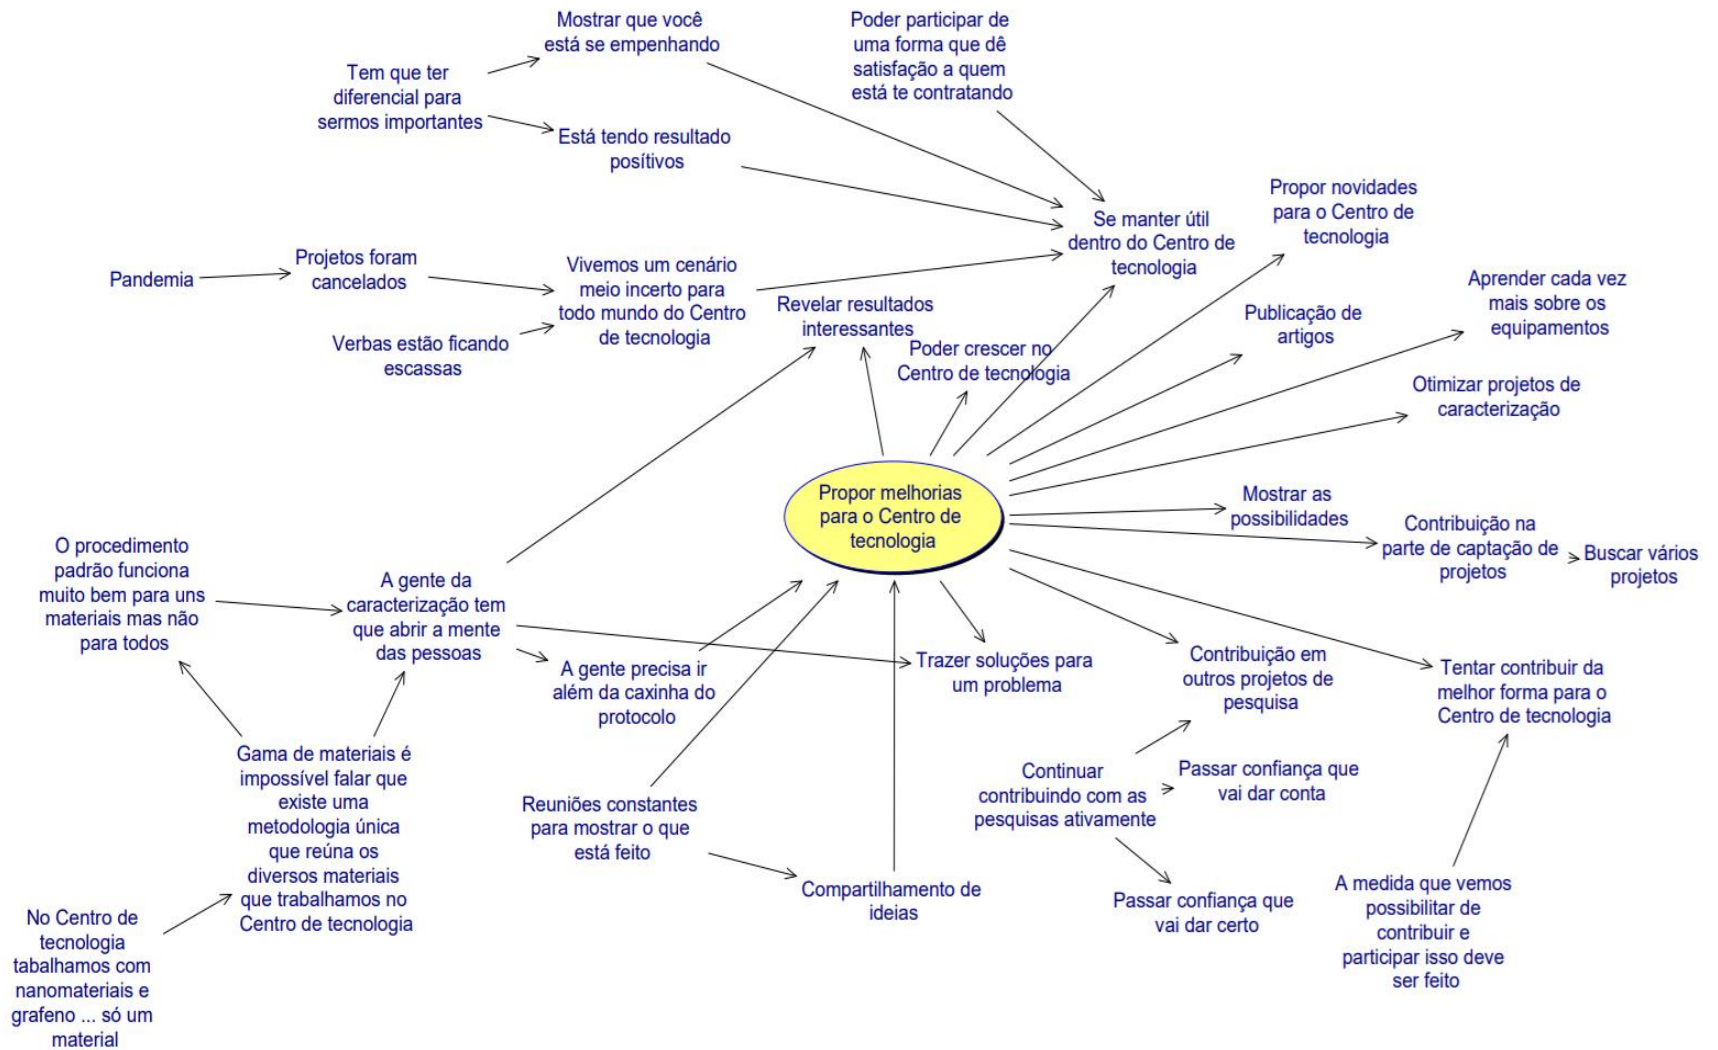 Mostrar que você
está se empenhando
Poder participar de
uma forma que dê
satisfação a quem
está te contratando
Tem que ter
diferencial para
sermos importantes
Está tendo resultado
posítivos
Propor novidades
para o Centro de
tecnologia
Se manter útil
dentro do Centro de
tecnologia
Pandemia
Projetos foram
cancelados
Vivemos um cenário
meio incerto para
todo mundo do Centro
de tecnologia
Verbas estão ficando
escassas
Revelar resultados
interessantes
Poder crescer no
Centro de tecnologia
Publicação de
artigos
Aprender cada vez
mais sobre os
equipamentos
Otimizar projetos de
caracterização
Propor melhorias
para o Centro de
tecnologia
Mostrar as
possibilidades
Contribuição na
parte de captação de
projetos
Buscar vários
projetos
O procedimento
padrão funciona
muito bem para uns
materiais mas não
para todos
A gente da
caracterização tem
que abrir a mente
das pessoas
A gente precisa ir
além da caxinha do
protocolo
Trazer soluções para
um problema
Contribuição em
outros projetos de
pesquisa
Tentar contribuir da
melhor forma para o
Centro de tecnologia
Gama de materiais é
impossível falar que
existe uma
metodologia única
que reúna os
diversos materiais
que trabalhamos no
Centro de tecnologia
Reuniões constantes
para mostrar o que
está feito
Continuar
contribuindo com as
pesquisas ativamente
Passar confiança que
vai dar conta
Compartilhamento de
ideias
Passar confiança que
vai dar certo
A medida que vemos
possibilitar de
contribuir e
participar isso deve
ser feito
No Centro de
tecnologia
tabalhamos com
nanomateriais e
grafeno ... só um
material